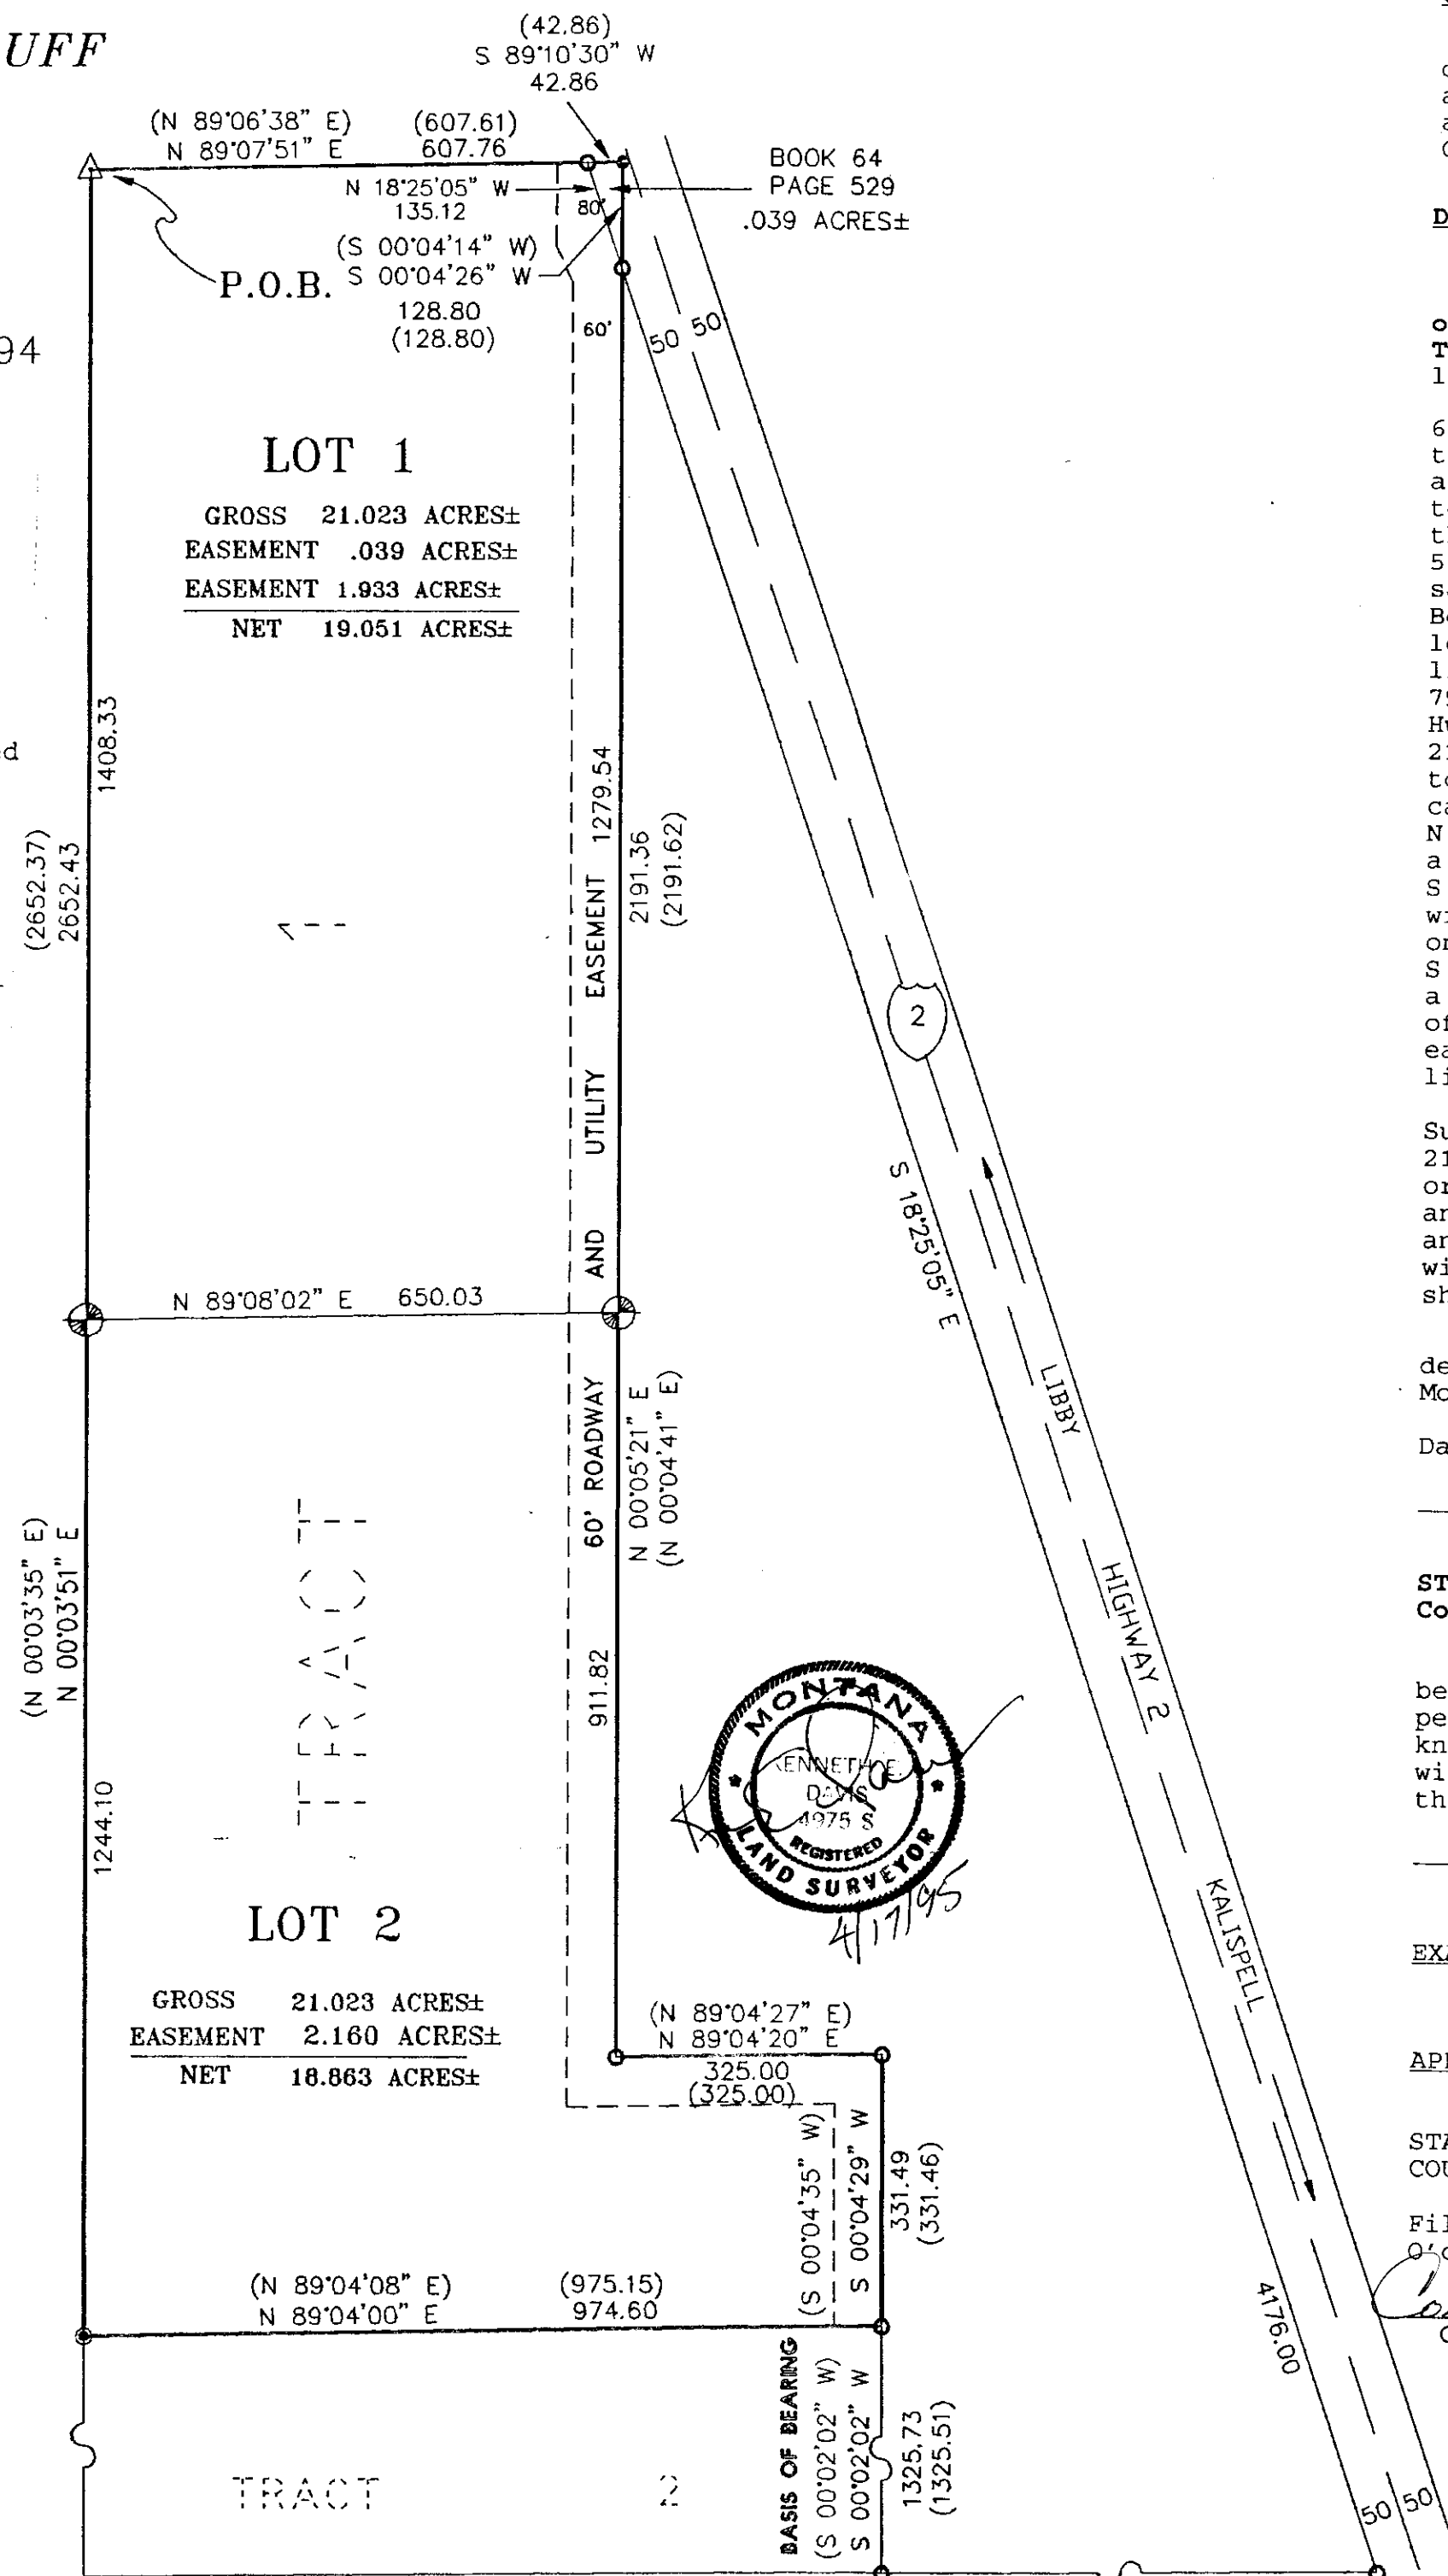 UFF
(42.86)
S 89°10'30" W
42.86
(N 89°06'38" E) (607.61)
N 89°07'51" E 607.76
BOOK 64
PAGE 529
.039 ACRES±
N 18°25'05" W
135.12
80'
(S 00°04'14" W)
S 00°04'26" W
128.80
(128.80)
P.O.B.
60'
50 50
94
LOT 1
GROSS 21.023 ACRES±
EASEMENT .039 ACRES±
EASEMENT 1.933 ACRES±
NET 19.051 ACRES±
1408.33
(2652.37)
2652.43
1
60' ROADWAY AND UTILITY EASEMENT
1279.54
2191.36
(2191.62)
2
S 18°25'05" E
N 89°08'02" E 650.03
LIBBY
HIGHWAY 2
KALISPELL
N 00°05'21" E
(N 00°04'41" E)
(N 00°03'35" E)
N 00°03'51" E
TRACT
911.82
1244.10
MONTANA
KENNETH E.
DAVIS
4975 S
REGISTERED
LAND SURVEYOR
4/17/95
LOT 2
GROSS 21.023 ACRES±
EASEMENT 2.160 ACRES±
NET 18.863 ACRES±
(N 89°04'27" E)
N 89°04'20" E
325.00
(325.00)
(S 00°04'35" W)
S 00°04'29" W
331.49
(331.46)
(N 89°04'08" E) (975.15)
N 89°04'00" E 974.60
4176.00
BASIS OF BEARING
(S 00°02'02" W)
S 00°02'02" W
1325.73
(1325.51)
TRACT 2
50 50